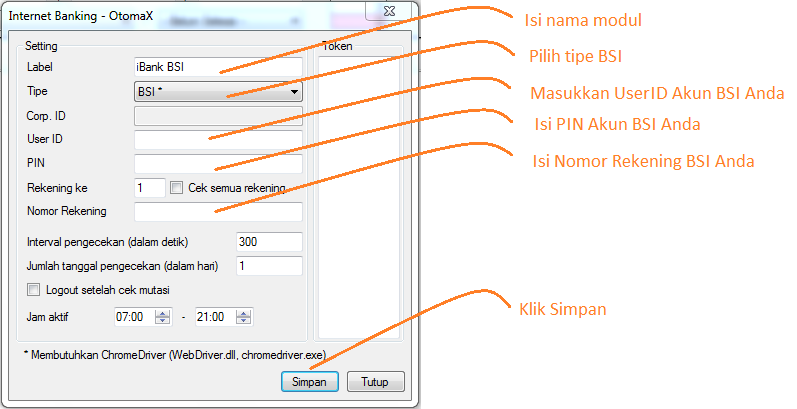 Internet Banking - OtomaX
Setting
Token
Label
iBank BSI
Tipe
BSI *
Corp. ID
User ID
PIN
Rekening ke
1
Cek semua rekening
Nomor Rekening
Interval pengecekan (dalam detik)
300
Jumlah tanggal pengecekan (dalam hari)
1
Logout setelah cek mutasi
Jam aktif
07:00
-
21:00
* Membutuhkan ChromeDriver (WebDriver.dll, chromedriver.exe)
Simpan
Tutup
Isi nama modul
Pilih tipe BSI
Masukkan UserID Akun BSI Anda
Isi PIN Akun BSI Anda
Isi Nomor Rekening BSI Anda
Klik Simpan